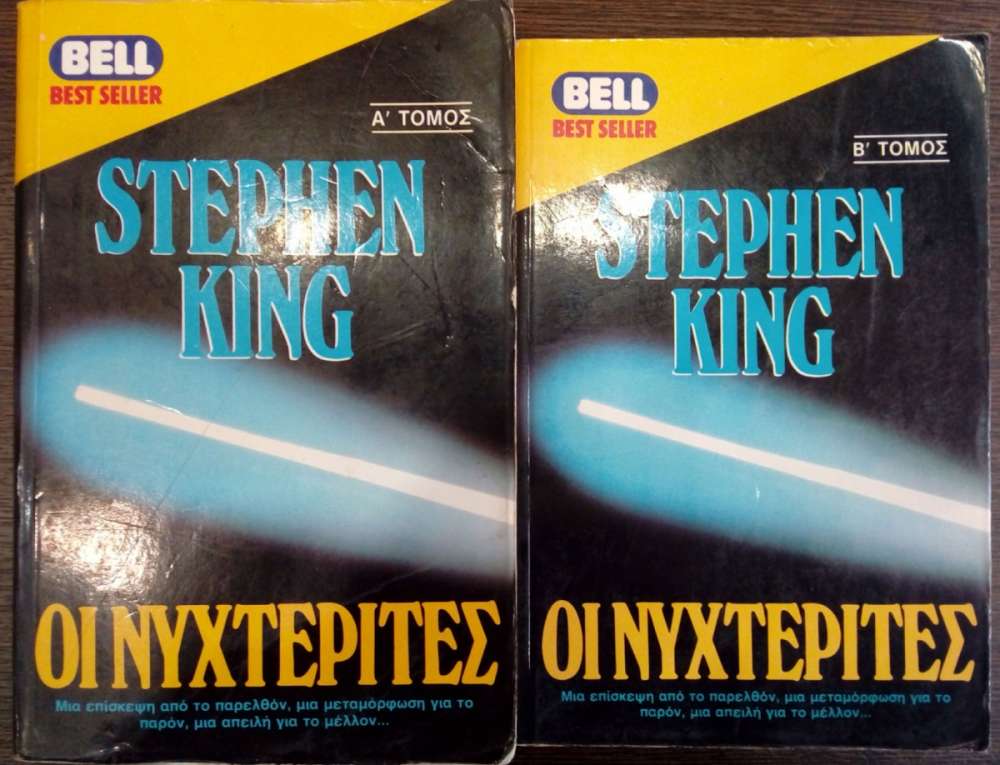 BELL
BEST SELLER
Α' ΤΟΜΟΣ
STEPHEN
KING
ΟΙ ΝΥΧΤΕΡΙΤΕΣ
Μια επίσκεψη από το παρελθόν, μια μεταμόρφωση για το
παρόν, μια απειλή για το μέλλον...
BELL
BEST SELLER
Β' ΤΟΜΟΣ
STEPHEN
KING
ΟΙ ΝΥΧΤΕΡΙΤΕΣ
Μια επίσκεψη από το παρελθόν, μια μεταμόρφωση για το
παρόν, μια απειλή για το μέλλον...